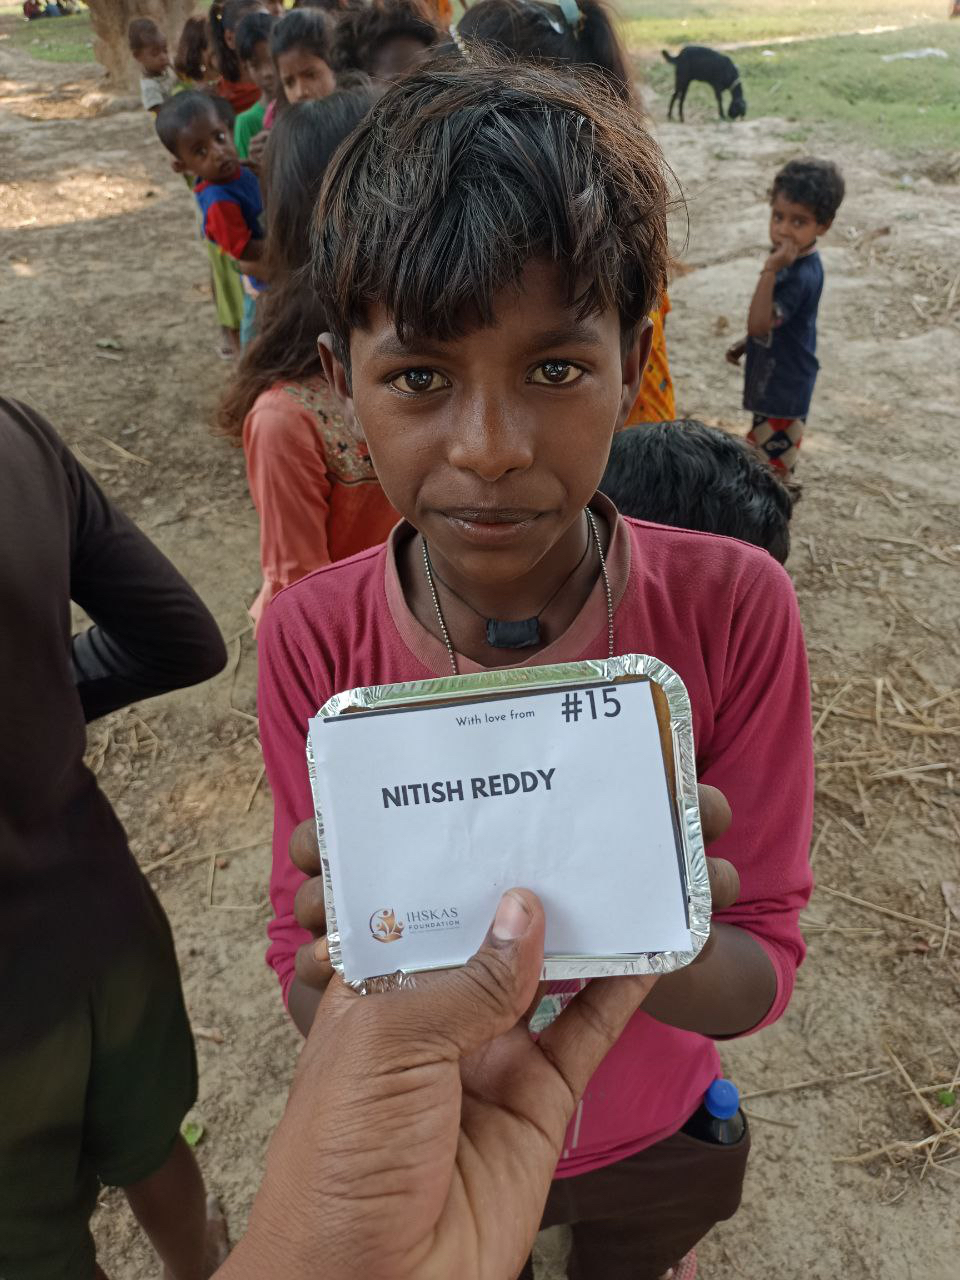 With love from #15
NITISH REDDY
IHSKAS
FOUNDATION